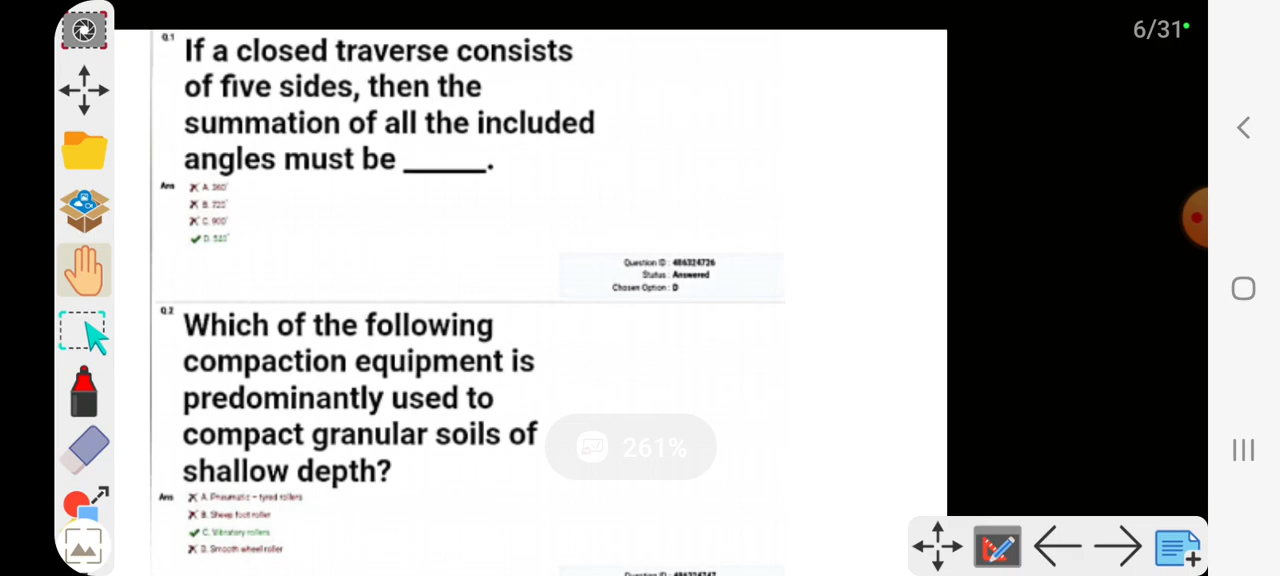 6/31
Q.1
If a closed traverse consists
of five sides, then the
summation of all the included
angles must be ______.
Ans
A. 360°
B. 720°
C. 900°
D. 540°
Question ID : 486324726
Status : Answered
Chosen Option : D
Q.2
Which of the following
compaction equipment is
predominantly used to
compact granular soils of
shallow depth?
261%
Ans
A. Pneumatic – tyred rollers
B. Sheep foot roller
C. Vibratory rollers
D. Smooth wheel roller